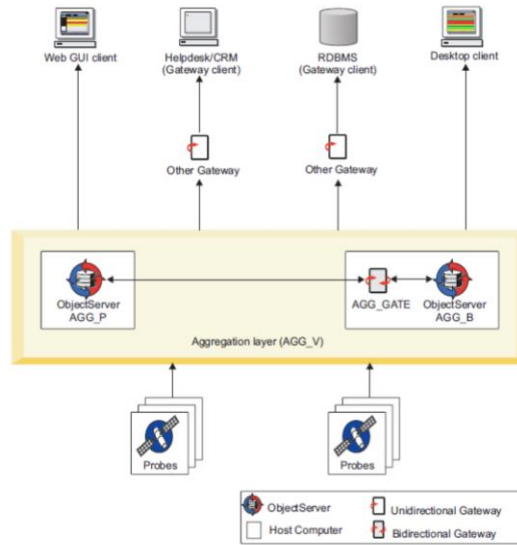 Web GUI client
Helpdesk/CRM
(Gateway client)
RDBMS
(Gateway client)
Desktop client
Other Gateway
Other Gateway
ObjectServer
AGG_P
AGG_GATE
ObjectServer
AGG_B
Aggregation layer (AGG_V)
Probes
Probes
ObjectServer
Unidirectional Gateway
Host Computer
Bidirectional Gateway